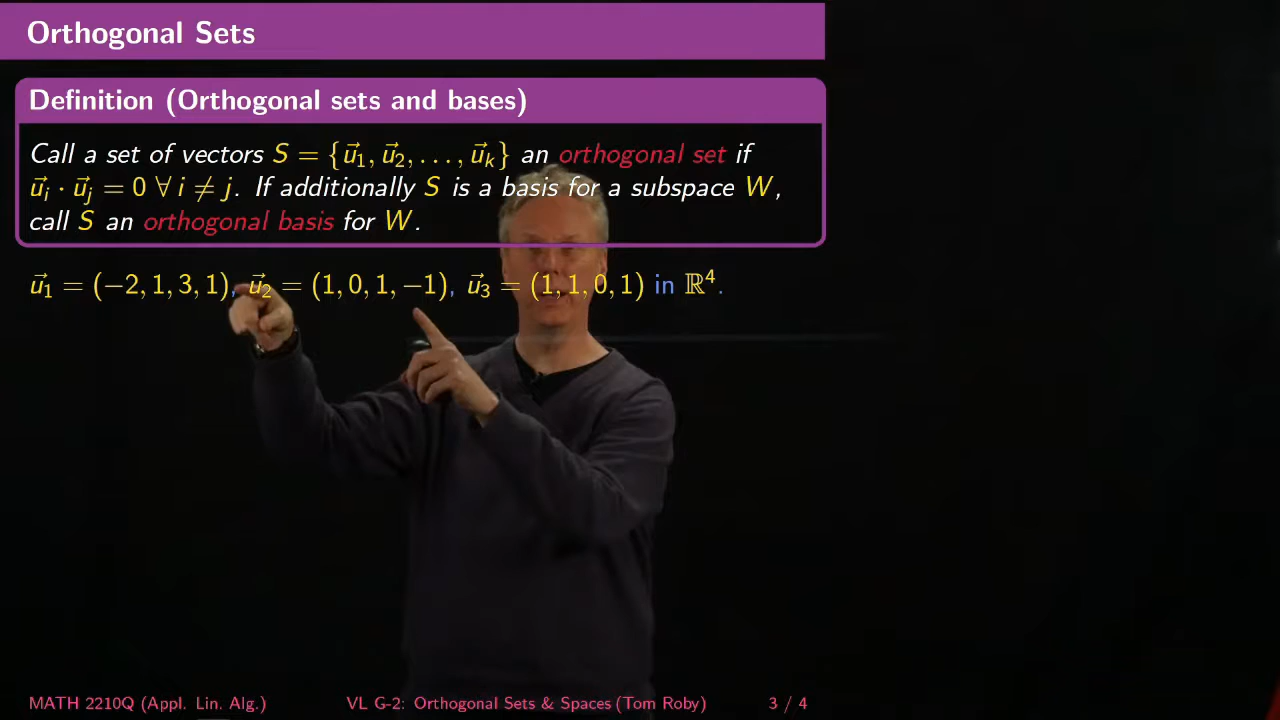 Orthogonal Sets
Definition (Orthogonal sets and bases)
Call a set of vectors S = {u⃗₁, u⃗₂, . . . , u⃗ₖ} an orthogonal set if
u⃗ᵢ · u⃗ⱼ = 0 ∀ i ≠ j. If additionally S is a basis for a subspace W,
call S an orthogonal basis for W.
u⃗₁ = (−2, 1, 3, 1), u⃗₂ = (1, 0, 1, −1), u⃗₃ = (1, 1, 0, 1) in ℝ⁴.
MATH 2210Q (Appl. Lin. Alg.) VL G-2: Orthogonal Sets & Spaces (Tom Roby) 3 / 4